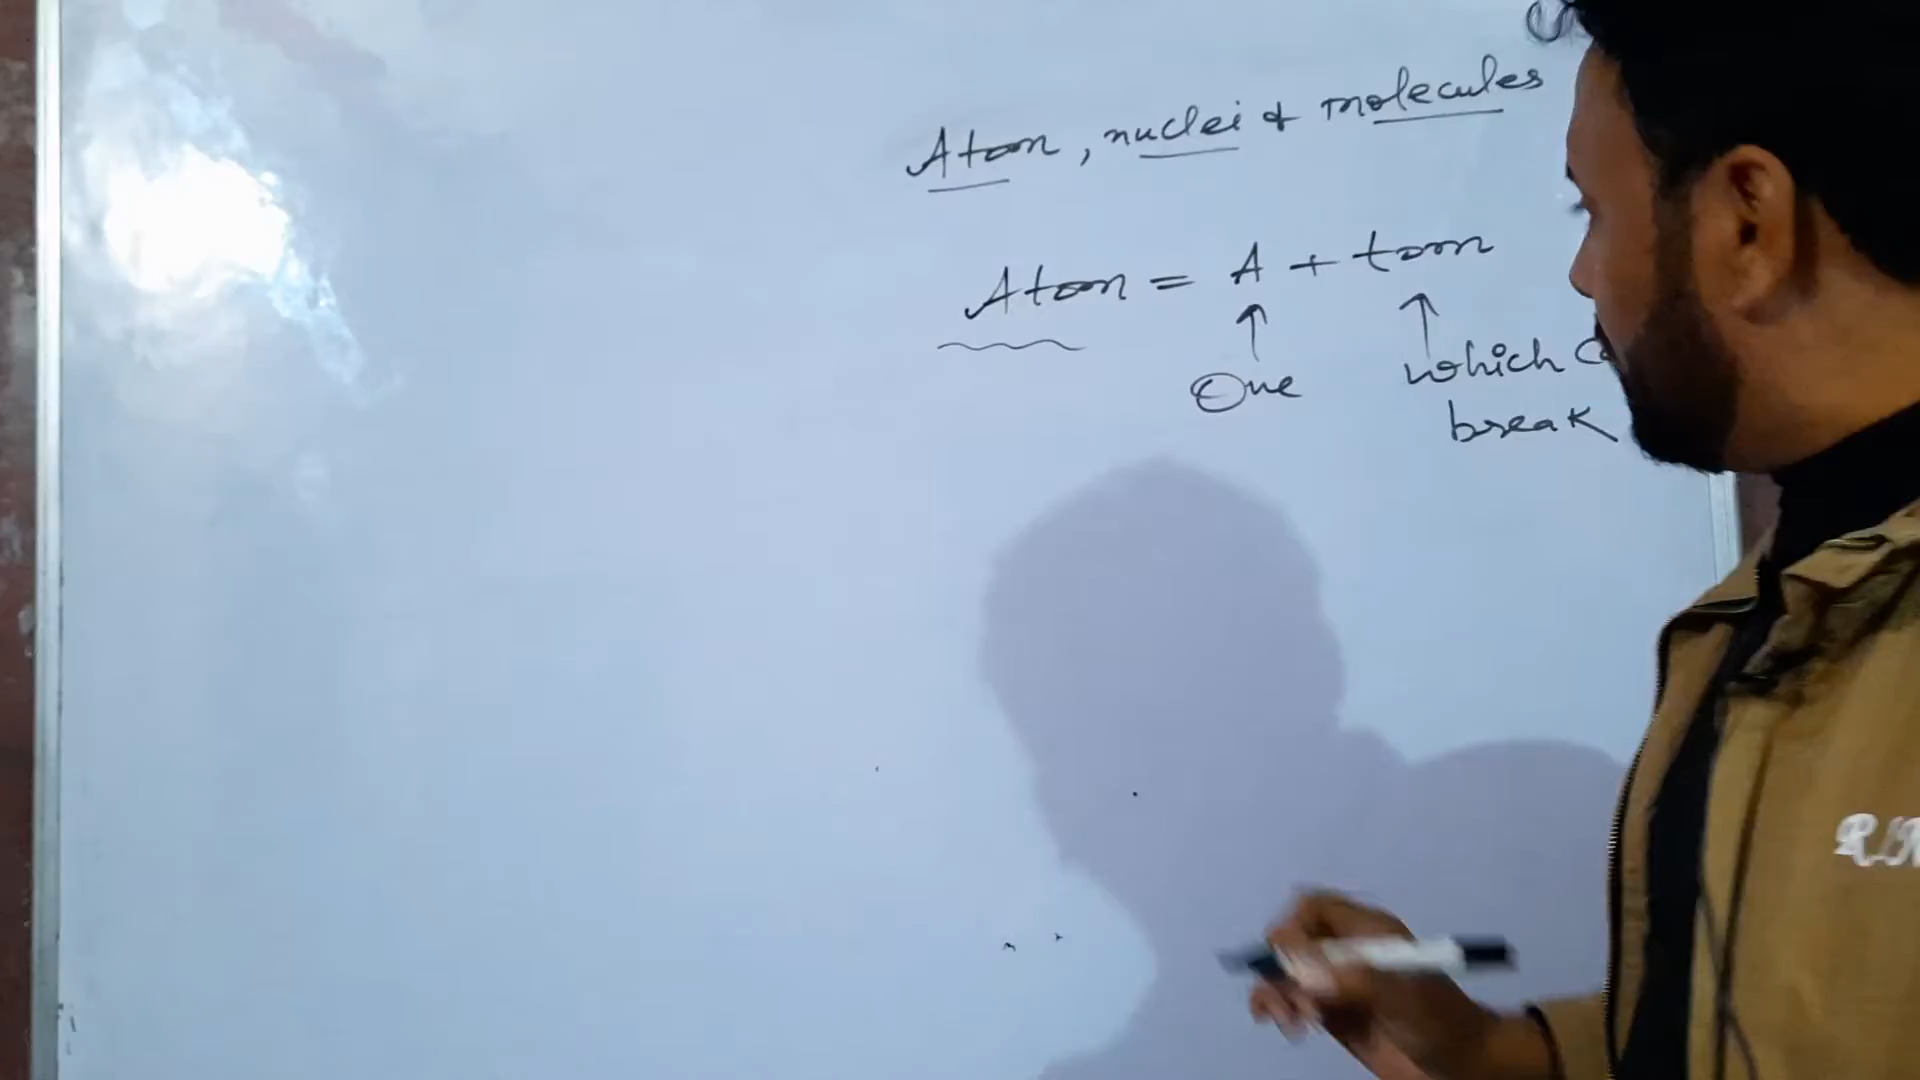 Atom, nuclei & molecules
Atom = A + tom
↑ ↑
One which
break